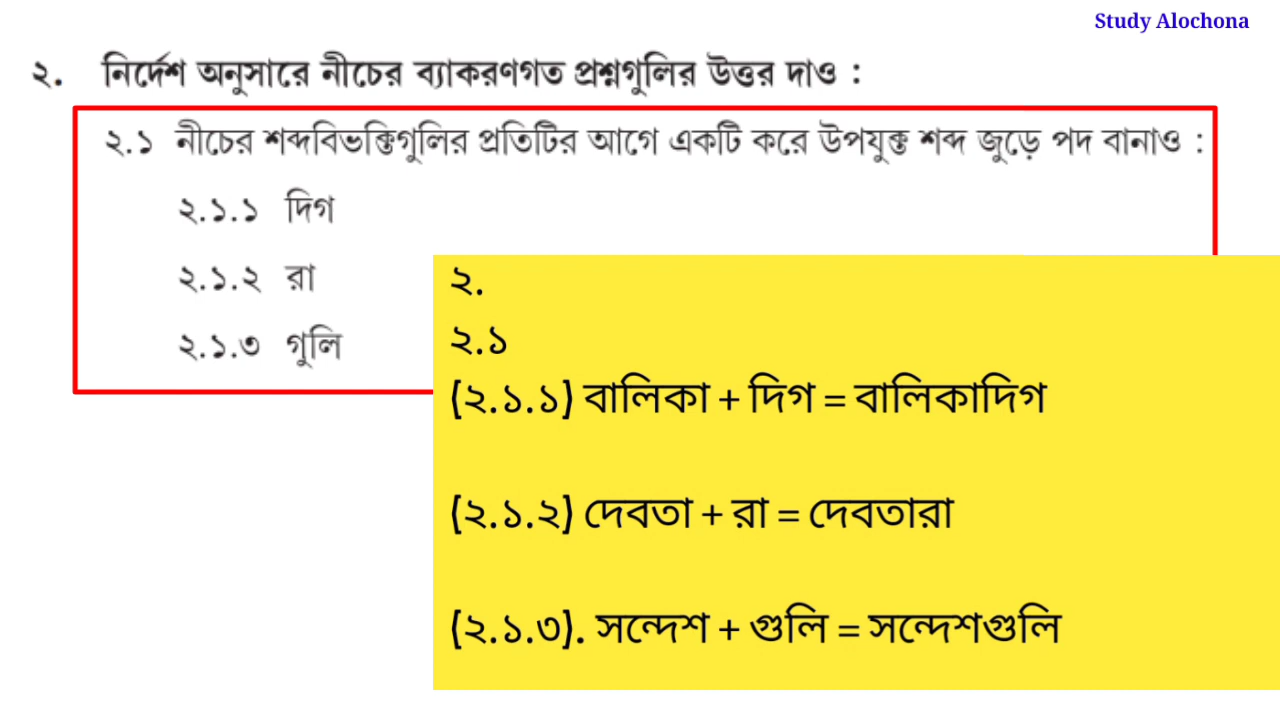 Study Alochona
২. নির্দেশ অনুসারে নীচের ব্যাকরণগত প্রশ্নগুলির উত্তর দাও :
২.১ নীচের শব্দবিভক্তিগুলির প্রতিটির আগে একটি করে উপযুক্ত শব্দ জুড়ে পদ বানাও :
২.১.১ দিগ
২.১.২ রা
২.১.৩ গুলি
২.
২.১
(২.১.১) বালিকা + দিগ = বালিকাদিগ
(২.১.২) দেবতা + রা = দেবতারা
(২.১.৩). সন্দেশ + গুলি = সন্দেশগুলি